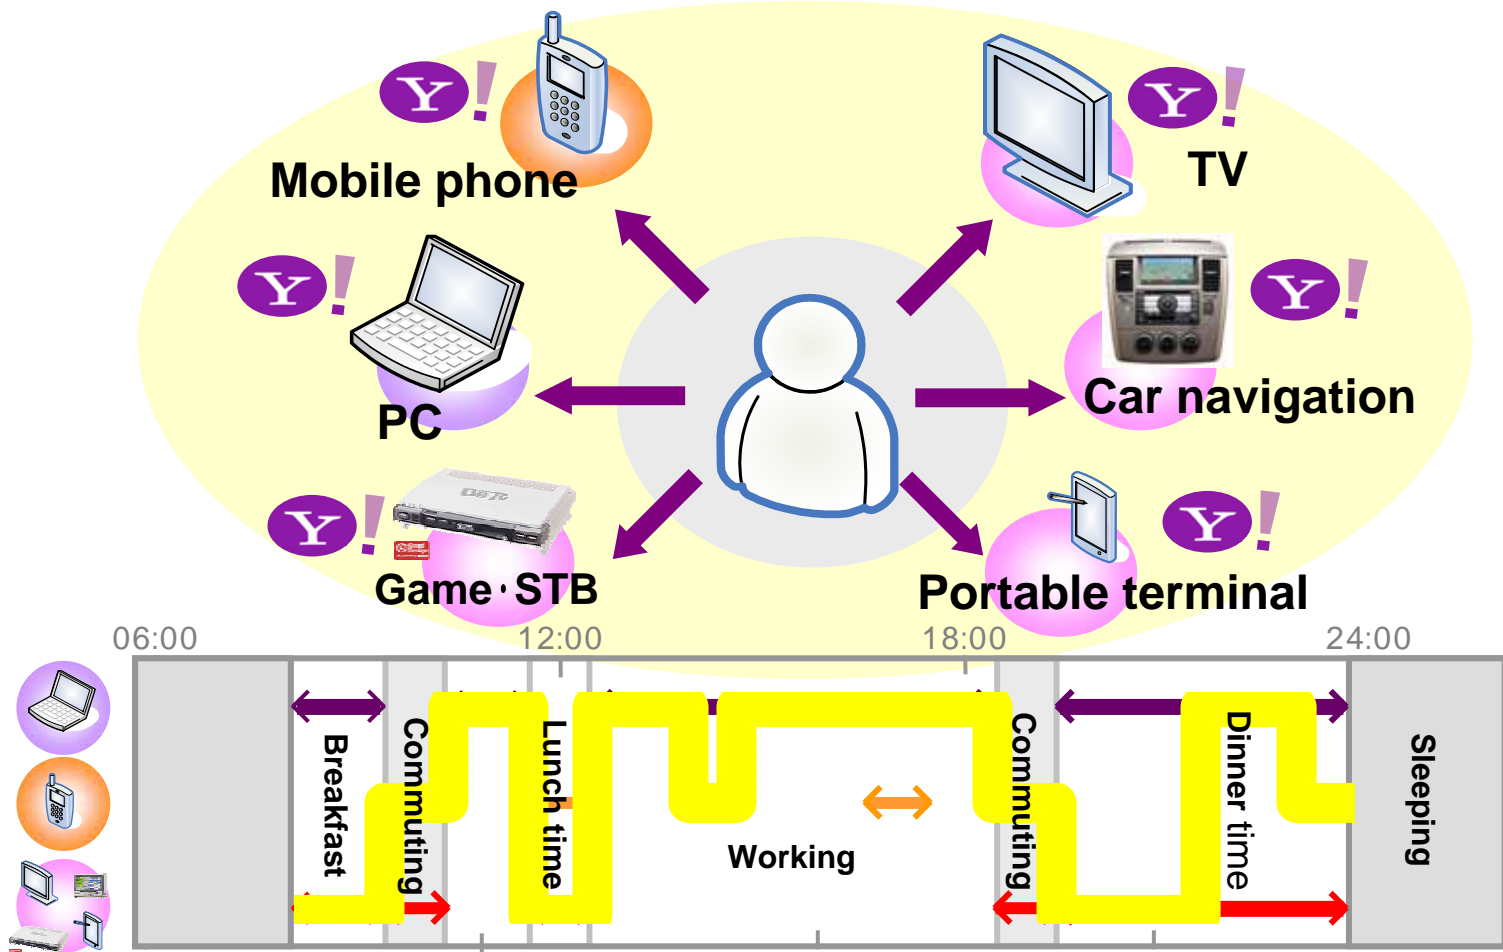 Y!
Y!
Mobile phone
TV
Y!
Y!
PC
Car navigation
Y!
Y!
Game・STB
Portable terminal
06:00
12:00
18:00
24:00
Breakfast
Commuting
Lunch time
Working
Commuting
Dinner time
Sleeping